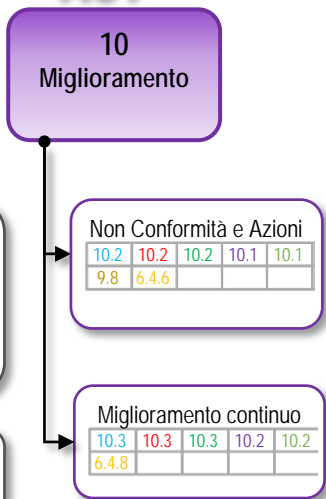 10
Miglioramento
Non Conformità e Azioni
10.2 10.2 10.2 10.1 10.1
9.8 6.4.6
Miglioramento continuo
10.3 10.3 10.3 10.2 10.2
6.4.8